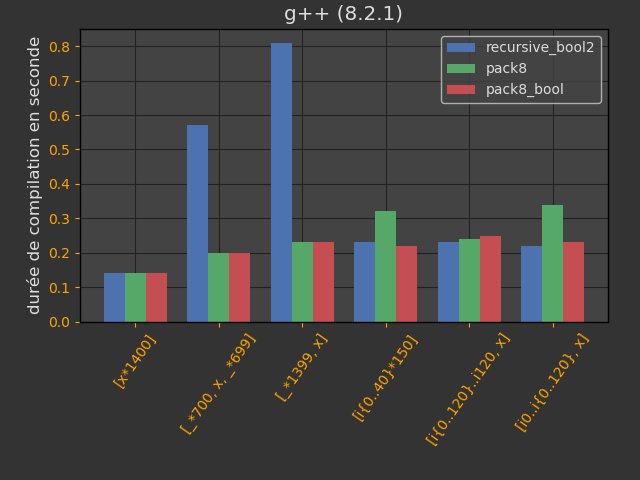 g++ (8.2.1)
durée de compilation en seconde
0.8
0.7
0.6
0.5
0.4
0.3
0.2
0.1
0.0
recursive_bool2
pack8
pack8_bool
[x*1400]
[_*700, x, _*699]
[_*1399, x]
[i{0..40}*150]
[i{0..120}..i120, x]
[i0..i{0..120}, x]